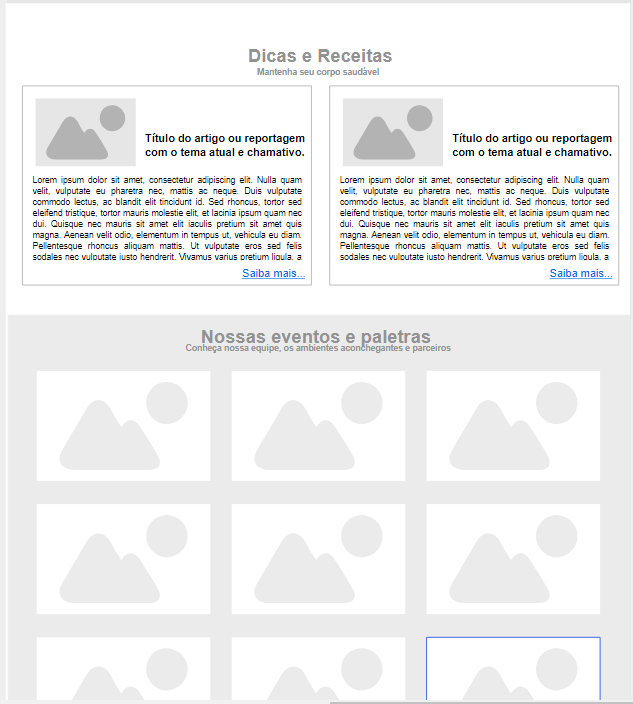 Dicas e Receitas
Mantenha seu corpo saudável
Título do artigo ou reportagem
com o tema atual e chamativo.
Lorem ipsum dolor sit amet, consectetur adipiscing elit. Nulla quam
velit, vulputate eu pharetra nec, mattis ac neque. Duis vulputate
commodo lectus, ac blandit elit tincidunt id. Sed rhoncus, tortor sed
eleifend tristique, tortor mauris molestie elit, et lacinia ipsum quam nec
dui. Quisque nec mauris sit amet elit iaculis pretium sit amet quis
magna. Aenean velit odio, elementum in tempus ut, vehicula eu diam.
Pellentesque rhoncus aliquam mattis. Ut vulputate eros sed felis
sodales nec vulputate justo hendrerit. Vivamus varius pretium ligula, a
Saiba mais...
Título do artigo ou reportagem
com o tema atual e chamativo.
Lorem ipsum dolor sit amet, consectetur adipiscing elit. Nulla quam
velit, vulputate eu pharetra nec, mattis ac neque. Duis vulputate
commodo lectus, ac blandit elit tincidunt id. Sed rhoncus, tortor sed
eleifend tristique, tortor mauris molestie elit, et lacinia ipsum quam nec
dui. Quisque nec mauris sit amet elit iaculis pretium sit amet quis
magna. Aenean velit odio, elementum in tempus ut, vehicula eu diam.
Pellentesque rhoncus aliquam mattis. Ut vulputate eros sed felis
sodales nec vulputate justo hendrerit. Vivamus varius pretium ligula, a
Saiba mais...
Nossas eventos e paletras
Conheça nossa equipe, os ambientes aconchegantes e parceiros